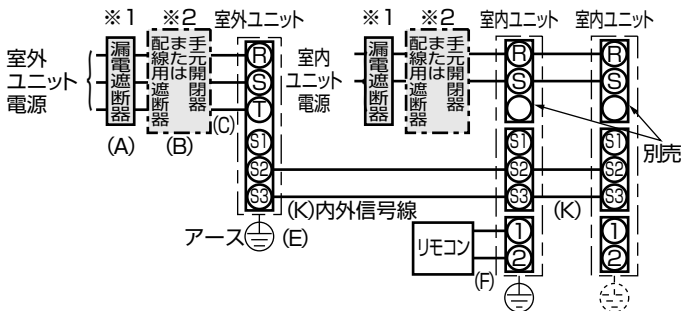 ※1 ※2 室外ユニット ※1 ※2 室内ユニット 室内ユニット
室外
ユニット
電源
漏電遮断器
手元開閉器
または
配線用遮断器
(A)
(B)
(C)
R
S
T
S1
S2
S3
アース
(E)
(K)内外信号線
室内
ユニット
電源
漏電遮断器
手元開閉器
または
配線用遮断器
R
S
S1
S2
S3
1
2
リモコン
(F)
(K)
R
S
S1
S2
S3
1
2
別売